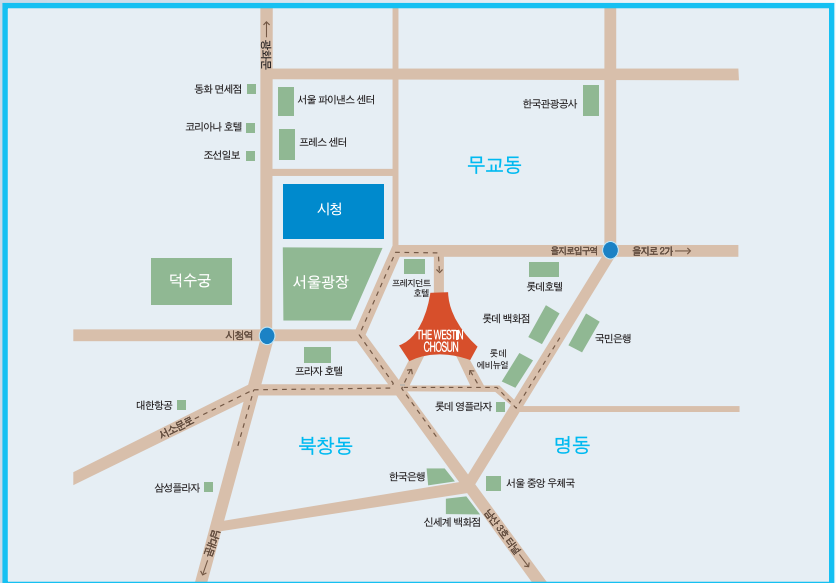 광화문
동화 면세점
서울 파이낸스 센터
한국관광공사
코리아나 호텔
프레스 센터
조선일보
무교동
시청
을지로입구역
을지로 2가
덕수궁
서울광장
프레지던트
호텔
롯데호텔
롯데 백화점
시청역
THE WESTIN
CHOSUN
국민은행
롯데
에비뉴얼
프라자 호텔
대한항공
롯데 영플라자
서소문로
북창동
명동
한국은행
삼성플라자
서울 중앙 우체국
신세계 백화점
남산 3호 터널
남대문